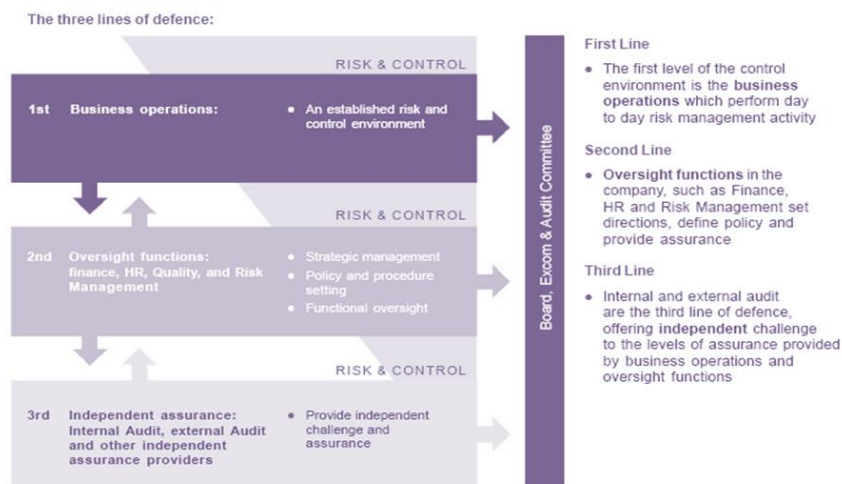 The three lines of defence:
RISK & CONTROL
1st Business operations:
• An established risk and
control environment
RISK & CONTROL
2nd Oversight functions:
finance, HR, Quality, and Risk
Management
• Strategic management
• Policy and procedure
setting
• Functional oversight
RISK & CONTROL
3rd Independent assurance:
Internal Audit, external Audit
and other independent
assurance providers
• Provide independent
challenge and
assurance
Board, Excom & Audit Committee
First Line
• The first level of the control
environment is the business
operations which perform day
to day risk management activity
Second Line
• Oversight functions in the
company, such as Finance,
HR and Risk Management set
directions, define policy and
provide assurance
Third Line
• Internal and external audit
are the third line of defence,
offering independent challenge
to the levels of assurance provided
by business operations and
oversight functions